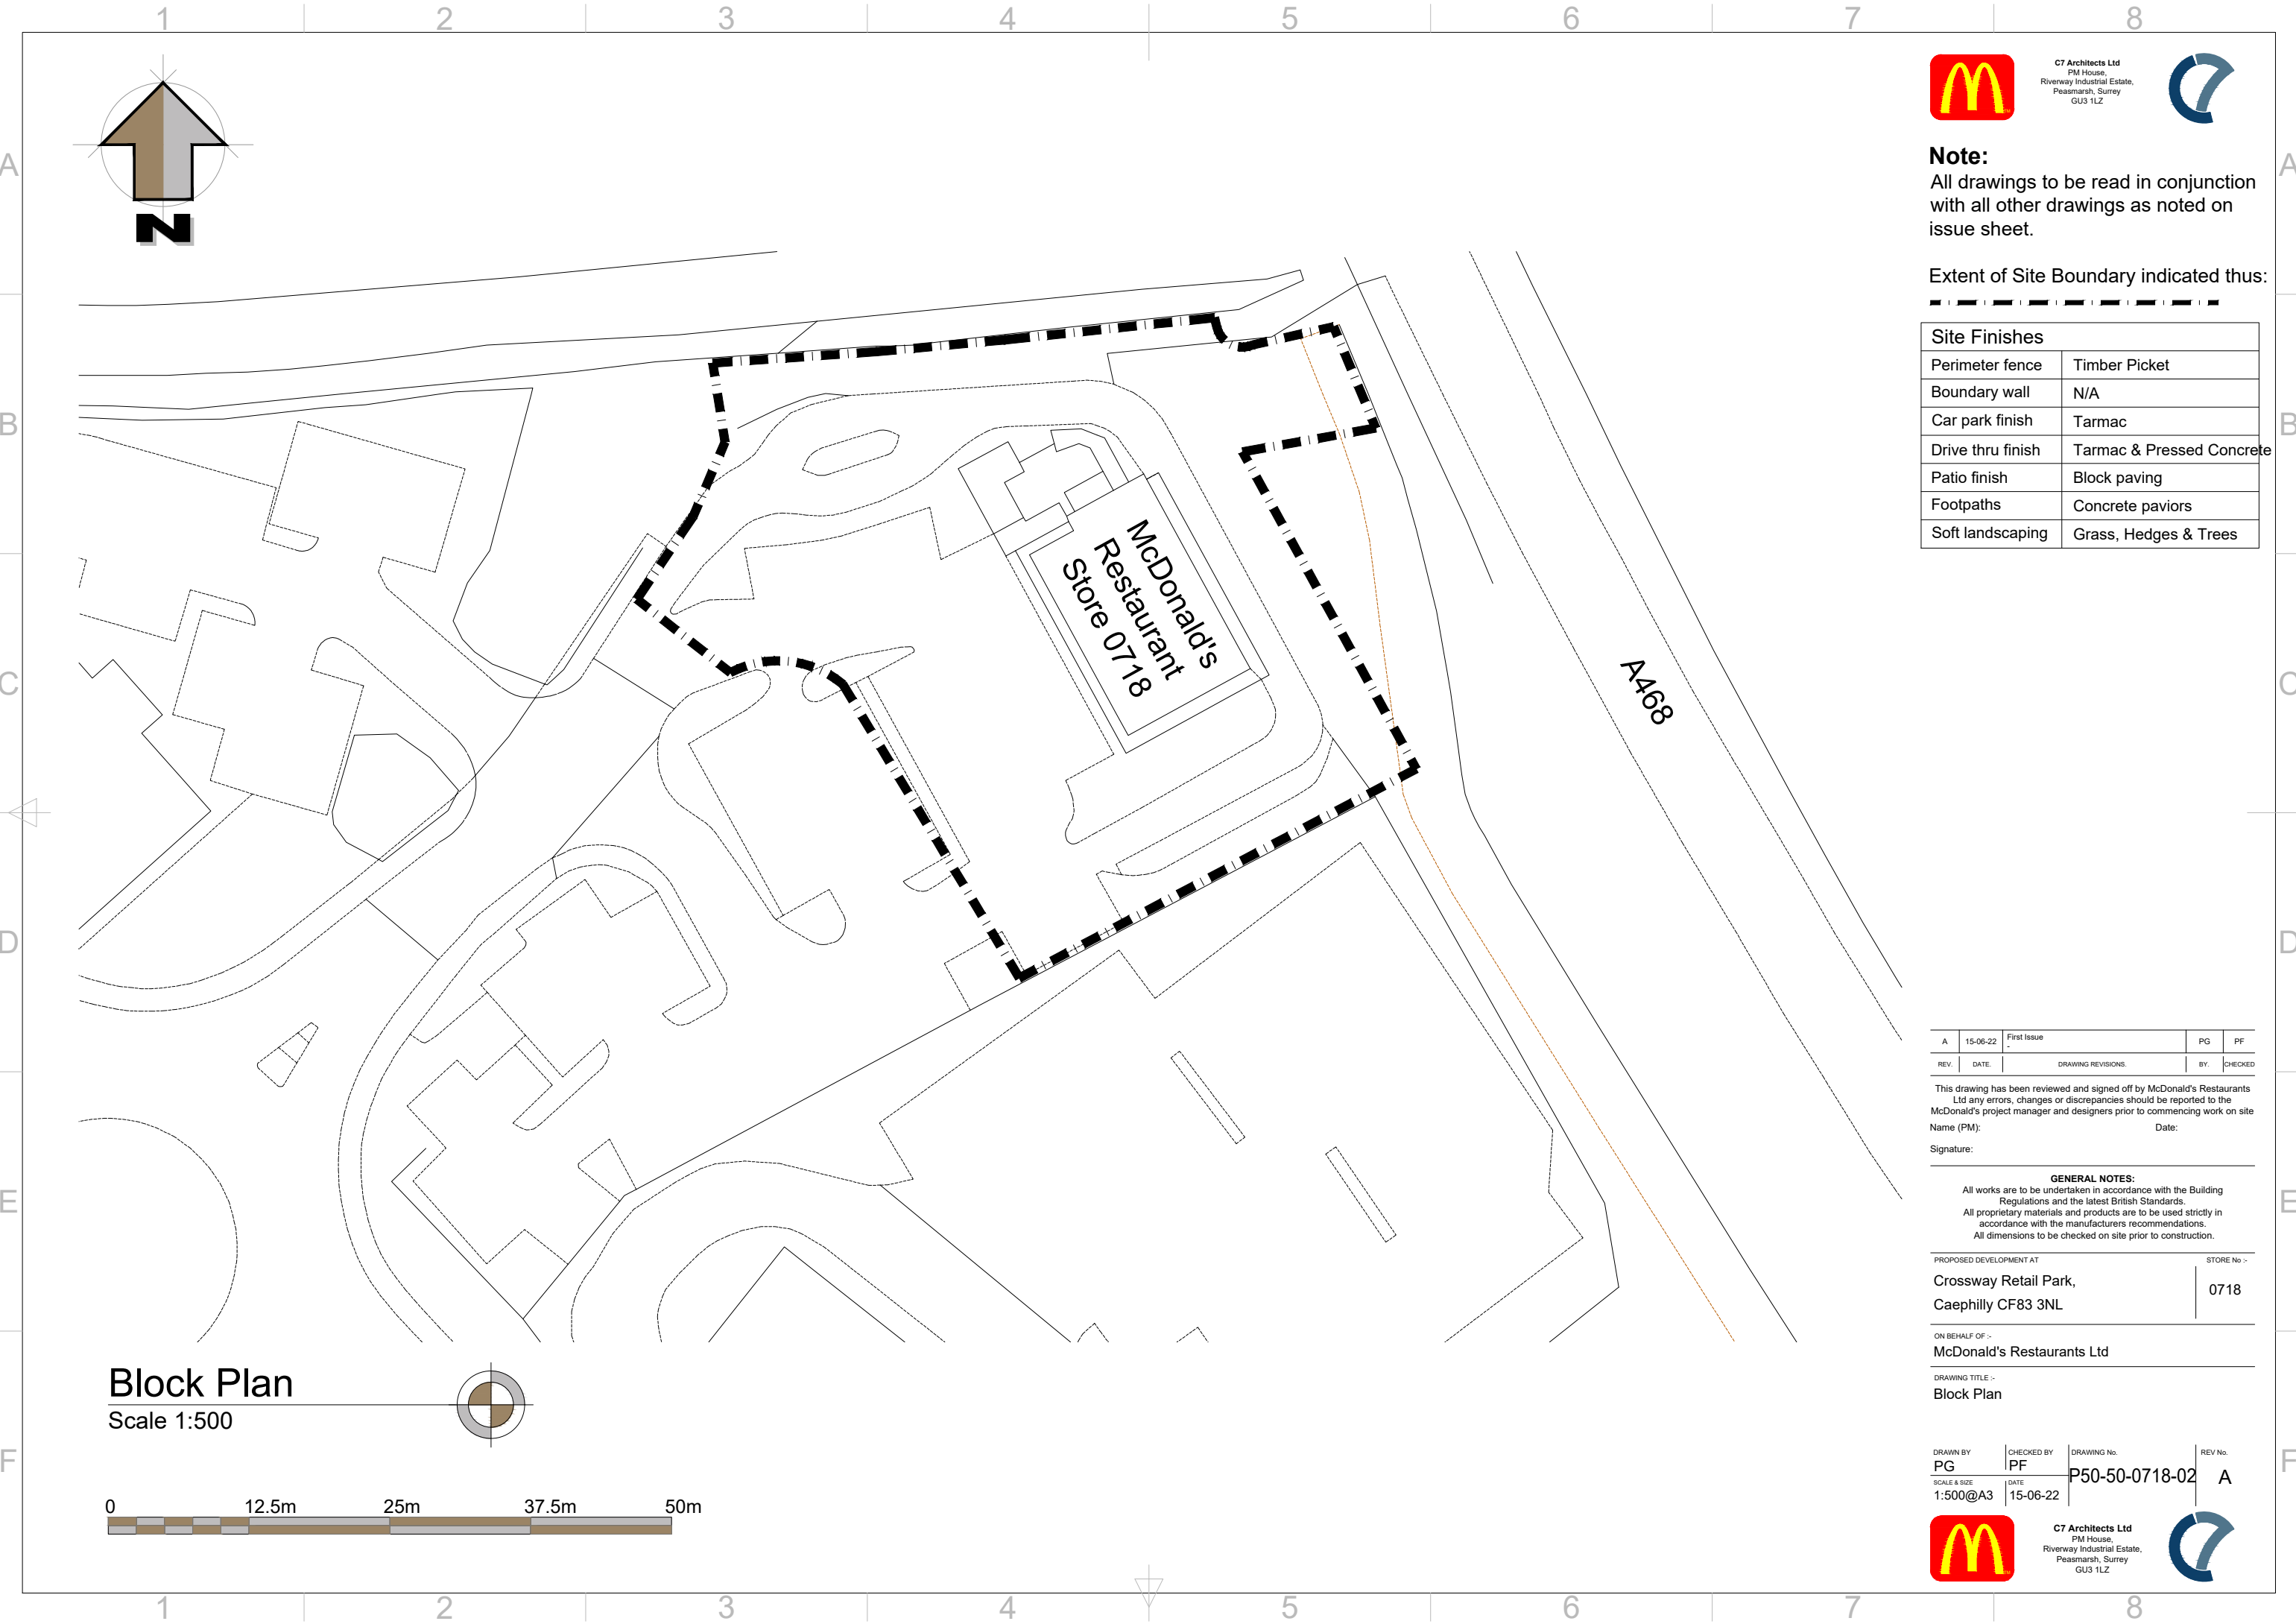 1 2 3 4 5 6 7 8
A A
B B
C C
D D
E E
F F
N
C7 Architects Ltd
PM House,
Riverway Industrial Estate,
Peasmarsh, Surrey
GU3 1LZ
Note:
All drawings to be read in conjunction
with all other drawings as noted on
issue sheet.
Extent of Site Boundary indicated thus:
Site Finishes
Perimeter fence Timber Picket
Boundary wall N/A
Car park finish Tarmac
Drive thru finish Tarmac & Pressed Concrete
Patio finish Block paving
Footpaths Concrete paviors
Soft landscaping Grass, Hedges & Trees
McDonald's
Restaurant
Store 0718
A468
A 15-06-22 First Issue PG PF
-
REV. DATE. DRAWING REVISIONS. BY. CHECKED
This drawing has been reviewed and signed off by McDonald's Restaurants
Ltd any errors, changes or discrepancies should be reported to the
McDonald's project manager and designers prior to commencing work on site
Name (PM): Date:
Signature:
GENERAL NOTES:
All works are to be undertaken in accordance with the Building
Regulations and the latest British Standards.
All proprietary materials and products are to be used strictly in
accordance with the manufacturers recommendations.
All dimensions to be checked on site prior to construction.
PROPOSED DEVELOPMENT AT STORE No :-
Crossway Retail Park,
Caephilly CF83 3NL
0718
ON BEHALF OF :-
McDonald's Restaurants Ltd
DRAWING TITLE :-
Block Plan
DRAWN BY CHECKED BY DRAWING No. REV No.
PG PF P50-50-0718-02 A
SCALE & SIZE DATE
1:500@A3 15-06-22
C7 Architects Ltd
PM House,
Riverway Industrial Estate,
Peasmarsh, Surrey
GU3 1LZ
Block Plan
Scale 1:500
0 12.5m 25m 37.5m 50m
1 2 3 4 5 6 7 8